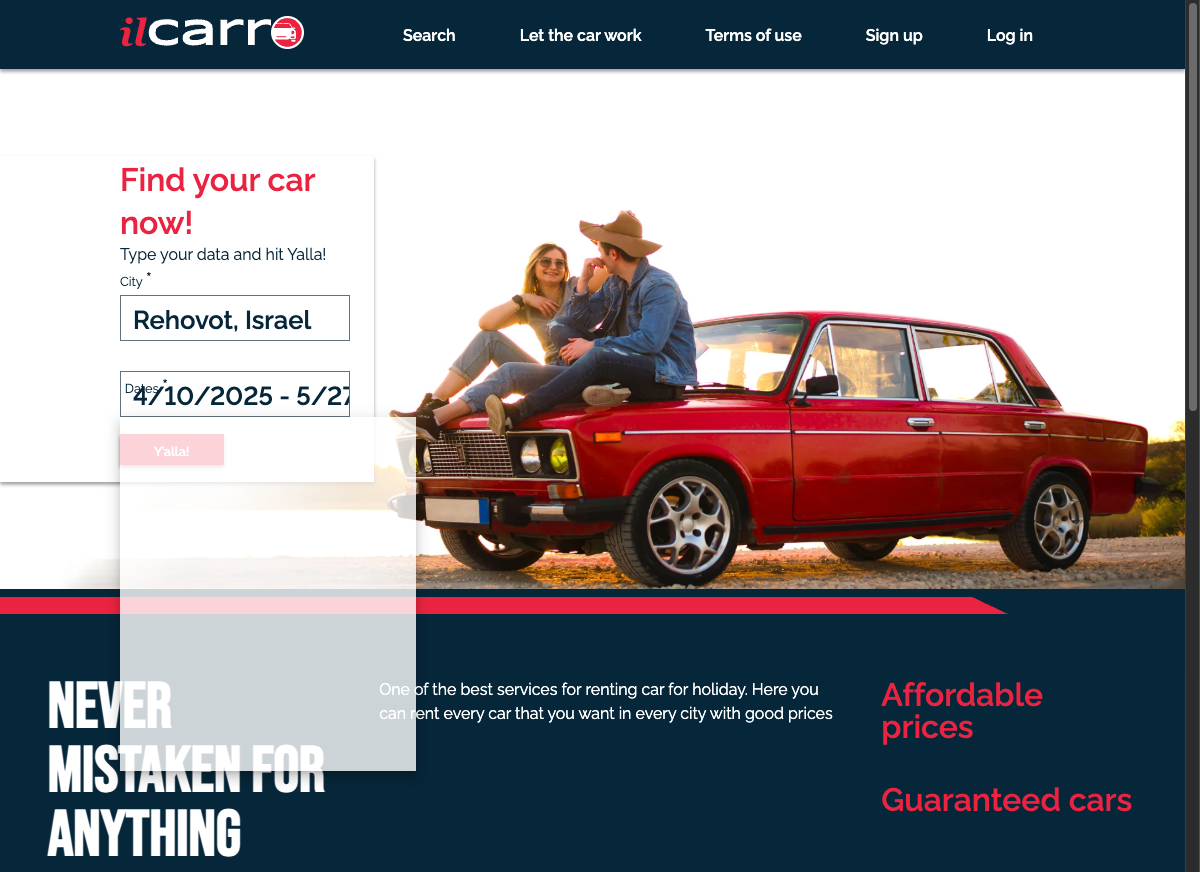 ilcarro
Search
Let the car work
Terms of use
Sign up
Log in
Find your car
now!
Type your data and hit Yalla!
City *
Rehovot, Israel
Dates *
4/10/2025 - 5/27
Y'alla!
NEVER
MISTAKEN FOR
ANYTHING
One of the best services for renting car for holiday. Here you
can rent every car that you want in every city with good prices
Affordable
prices
Guaranteed cars